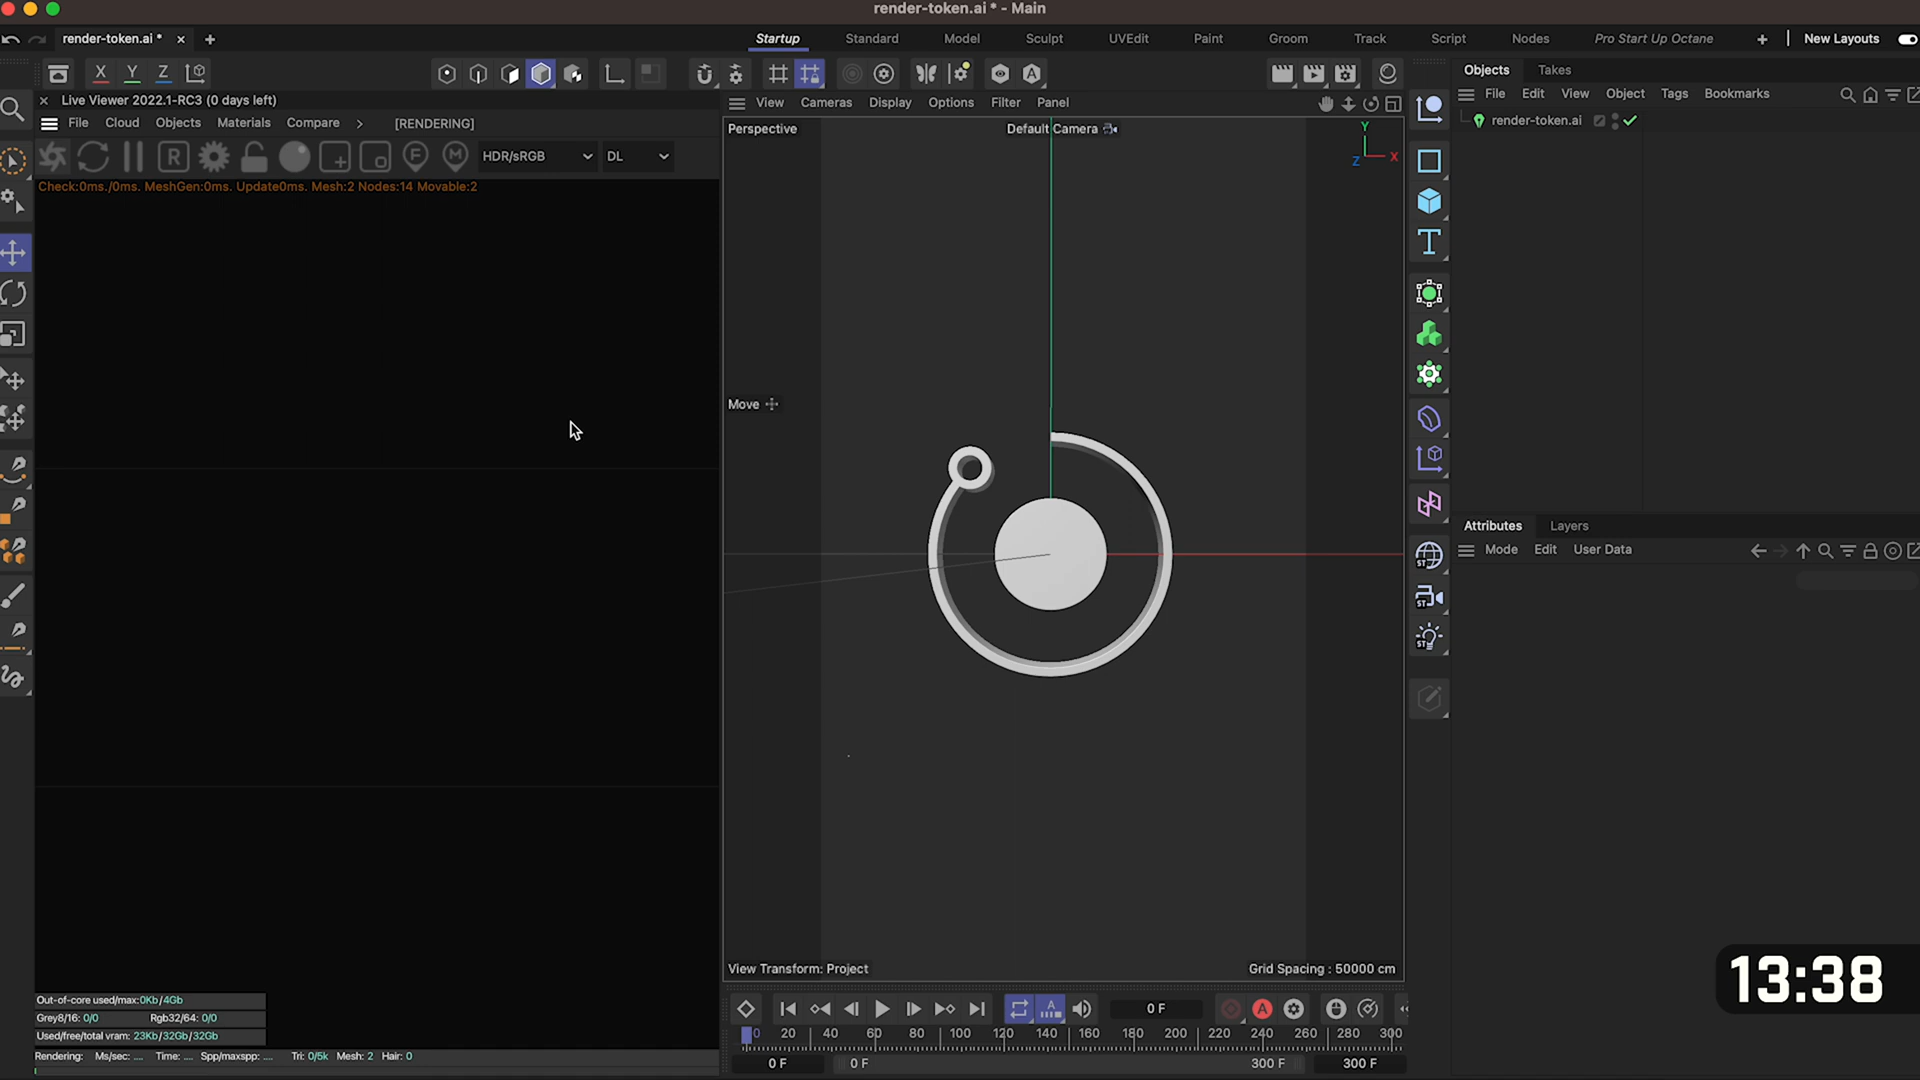 render-token.ai * - Main
render-token.ai *
Startup Standard Model Sculpt UVEdit Paint Groom Track Script Nodes Pro Start Up Octane New Layouts
X Y Z
Live Viewer 2022.1-RC3 (0 days left)
File Cloud Objects Materials Compare > [RENDERING]
R F M HDR/sRGB DL
Check:0ms./0ms. MeshGen:0ms. Update0ms. Mesh:2 Nodes:14 Movable:2
View Cameras Display Options Filter Panel
Perspective
Default Camera
Y
Z
X
Move
View Transform: Project
Grid Spacing : 50000 cm
Objects Takes
File Edit View Object Tags Bookmarks
render-token.ai
Attributes Layers
Mode Edit User Data
ST
ST
ST
13:38
Out-of-core used/max:0Kb/4Gb
Grey8/16: 0/0 Rgb32/64: 0/0
Used/free/total vram: 23Kb/32Gb/32Gb
Rendering: Ms/sec: .... Time: .... Spp/maxspp: .... Tri: 0/5k Mesh: 2 Hair: 0
0 F
0 20 40 60 80 100 120 140 160 180 200 220 240 260 280 300
0 F 0 F 300 F 300 F